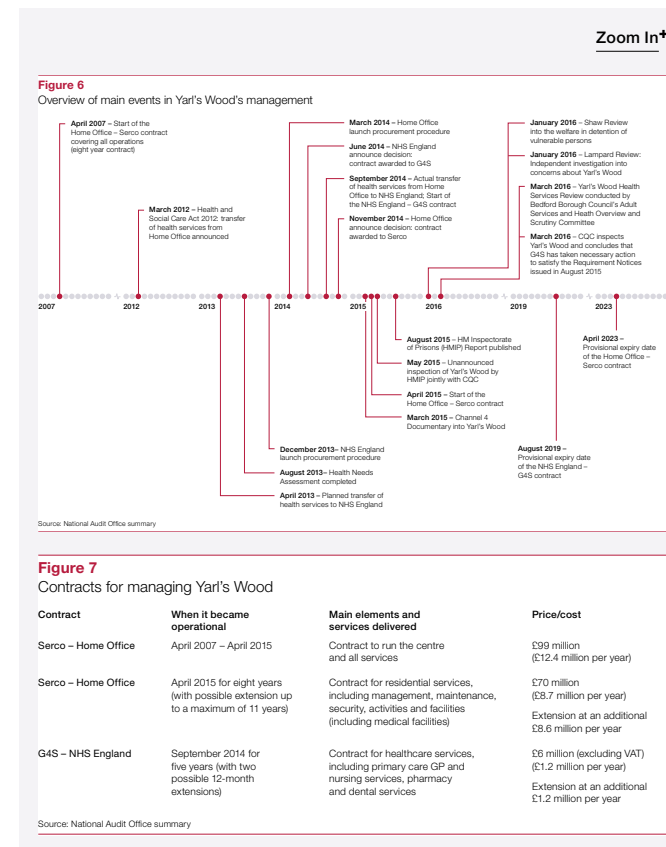 Zoom In+
Figure 6
Overview of main events in Yarl's Wood's management
April 2007 – Start of the
Home Office – Serco contract
covering all operations
(eight year contract)
March 2012 – Health and
Social Care Act 2012: transfer
of health services from
Home Office announced
March 2014 – Home Office
launch procurement procedure
June 2014 – NHS England
announce decision:
contract awarded to G4S
September 2014 – Actual transfer
of health services from Home
Office to NHS England; Start of
the NHS England – G4S contract
November 2014 – Home Office
announce decision: contract
awarded to Serco
January 2016 – Shaw Review
into the welfare in detention of
vulnerable persons
January 2016 – Lampard Review:
Independent investigation into
concerns about Yarl's Wood
March 2016 – Yarl's Wood Health
Services Review conducted by
Bedford Borough Council's Adult
Services and Heath Overview and
Scrutiny Committee
March 2016 – CQC inspects
Yarl's Wood and concludes that
G4S has taken necessary action
to satisfy the Requirement Notices
issued in August 2015
2007 2012 2013 2014 2015 2016 2019 2023
August 2015 – HM Inspectorate
of Prisons (HMIP) Report published
May 2015 – Unannounced
inspection of Yarl's Wood by
HMIP jointly with CQC
April 2015 – Start of the
Home Office – Serco contract
March 2015 – Channel 4
Documentary into Yarl's Wood
April 2023 –
Provisional expiry date
of the Home Office –
Serco contract
December 2013– NHS England
launch procurement procedure
August 2013– Health Needs
Assessment completed
April 2013 – Planned transfer of
health services to NHS England
August 2019 –
Provisional expiry date
of the NHS England –
G4S contract
Source: National Audit Office summary
Figure 7
Contracts for managing Yarl's Wood
Contract When it became Main elements and Price/cost
operational services delivered
Serco – Home Office April 2007 – April 2015 Contract to run the centre £99 million
and all services (£12.4 million per year)
Serco – Home Office April 2015 for eight years Contract for residential services, £70 million
(with possible extension up including management, maintenance, (£8.7 million per year)
to a maximum of 11 years) security, activities and facilities Extension at an additional
(including medical facilities) £8.6 million per year
G4S – NHS England September 2014 for Contract for healthcare services, £6 million (excluding VAT)
five years (with two including primary care GP and (£1.2 million per year)
possible 12-month nursing services, pharmacy Extension at an additional
extensions) and dental services £1.2 million per year
Source: National Audit Office summary